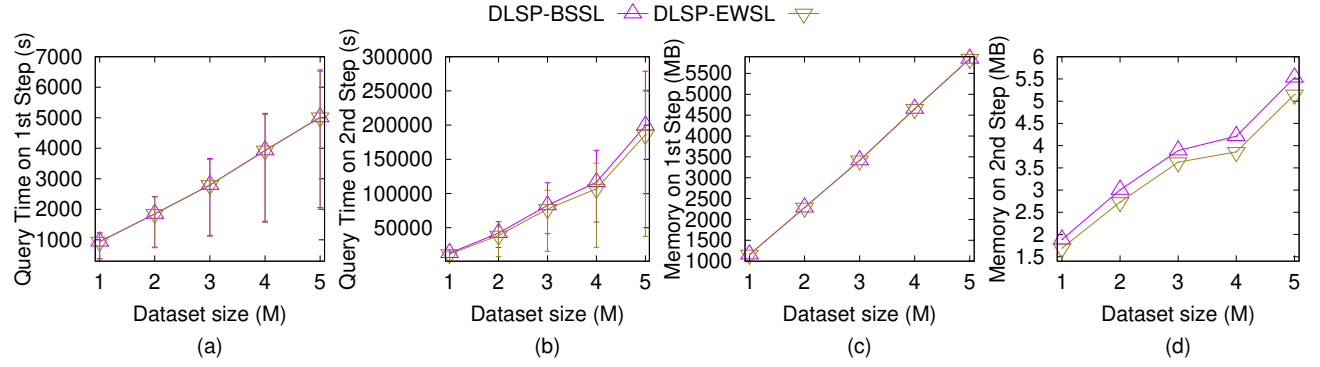 DLSP-BSSL DLSP-EWSL
Query Time on 1st Step (s)
7000
6000
5000
4000
3000
2000
1000
1 2 3 4 5
Dataset size (M)
(a)
Query Time on 2nd Step (s)
300000
250000
200000
150000
100000
50000
1 2 3 4 5
Dataset size (M)
(b)
Memory on 1st Step (MB)
5500
5000
4500
4000
3500
3000
2500
2000
1500
1000
1 2 3 4 5
Dataset size (M)
(c)
Memory on 2nd Step (MB)
6
5.5
5
4.5
4
3.5
3
2.5
2
1.5
1 2 3 4 5
Dataset size (M)
(d)